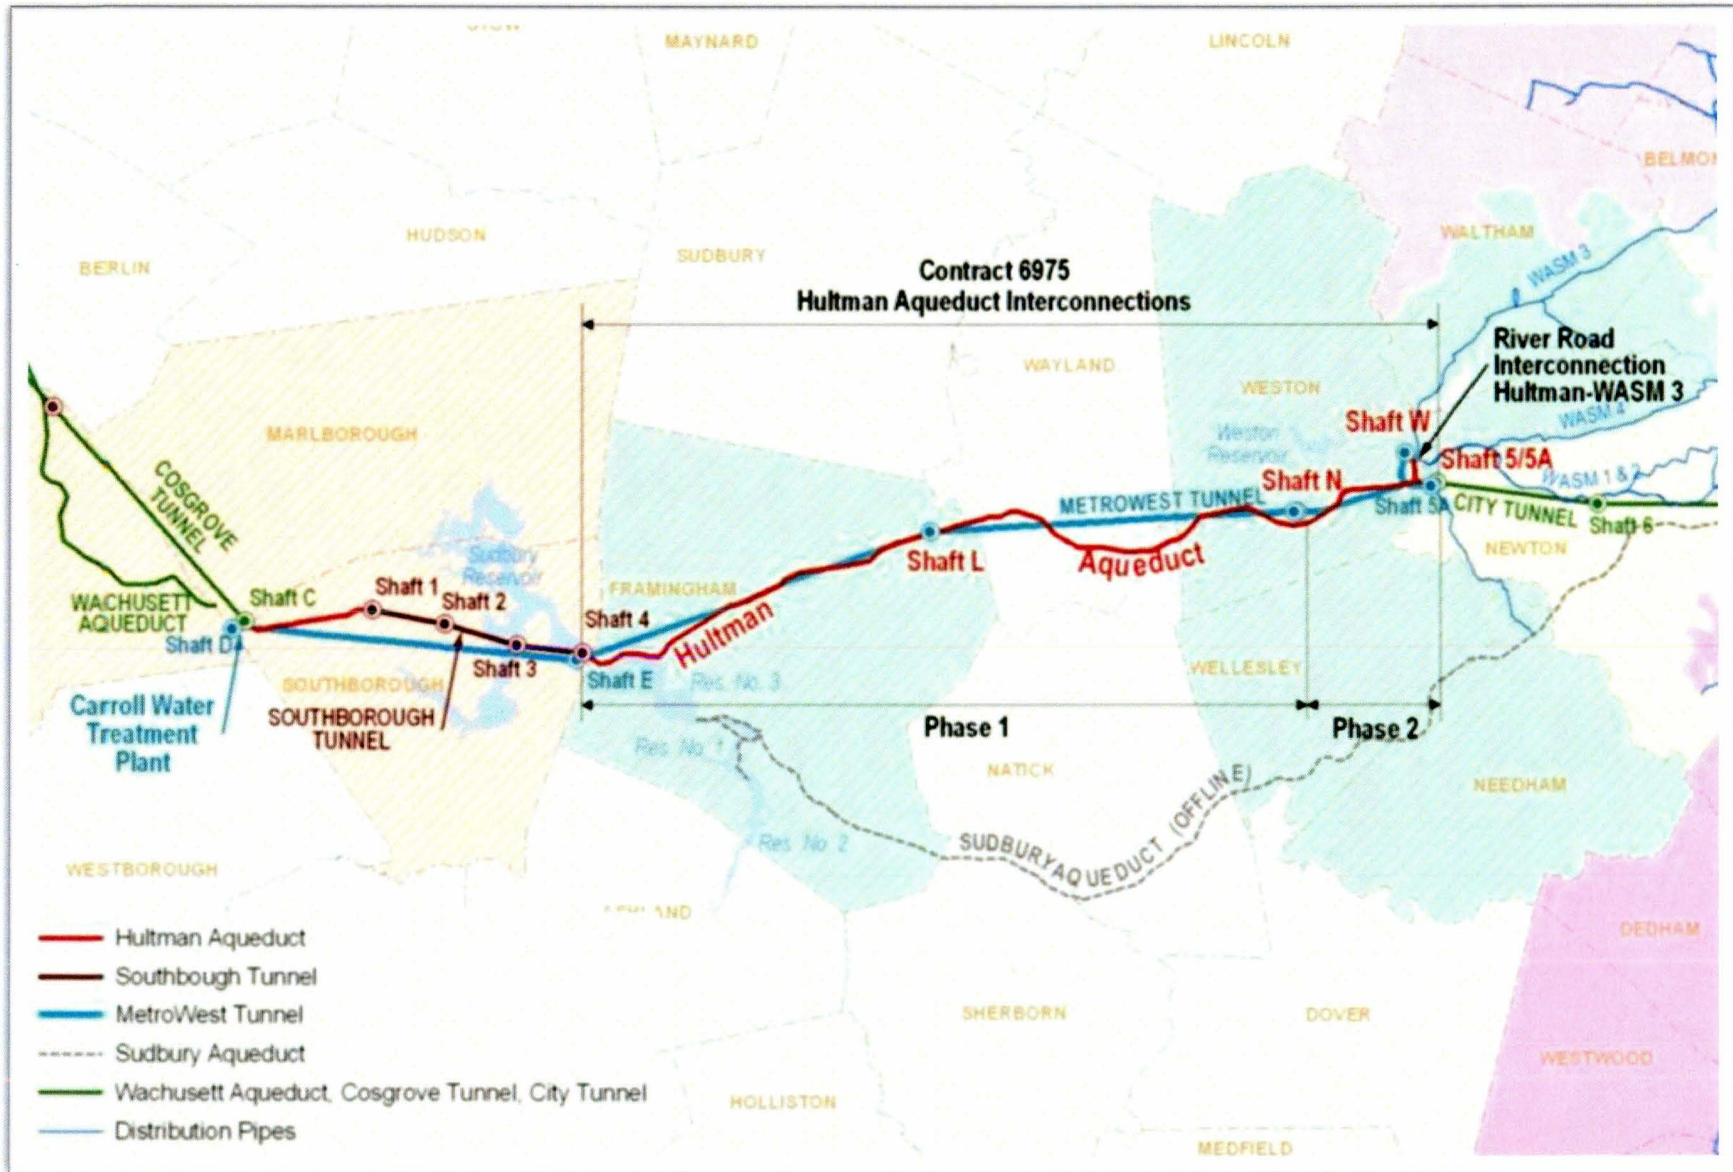 MAYNARD
LINCOLN
BELMON
HUDSON
BERLIN
SUDBURY
WALTHAM
WASM 3
Contract 6975
Hultman Aqueduct Interconnections
River Road
Interconnection
Hultman-WASM 3
WAYLAND
WESTON
WASM 4
MARLBOROUGH
Shaft W
Weston
Reservoir
Shaft 5/5A
COSGROVE
TUNNEL
Shaft N
WASM 1 & 2
METROWEST TUNNEL
Shaft 5A
CITY TUNNEL
Shaft 6
NEWTON
Sudbury
Reservoir
Shaft L
Aqueduct
FRAMINGHAM
WACHUSETT
AQUEDUCT
Shaft C
Shaft 1
Shaft 2
Shaft 4
Hultman
Shaft D
Shaft 3
Shaft E
Res. No. 3
WELLESLEY
SOUTHBOROUGH
Carroll Water
Treatment
Plant
SOUTHBOROUGH
TUNNEL
Phase 1
Phase 2
Res. No. 1
NATICK
NEEDHAM
SUDBURY AQUEDUCT (OFFLINE)
Res. No. 2
WESTBOROUGH
DEDHAM
Hultman Aqueduct
Southbough Tunnel
MetroWest Tunnel
Sudbury Aqueduct
Wachusett Aqueduct, Cosgrove Tunnel, City Tunnel
Distribution Pipes
SHERBORN
DOVER
WESTWOOD
HOLLISTON
MEDFIELD